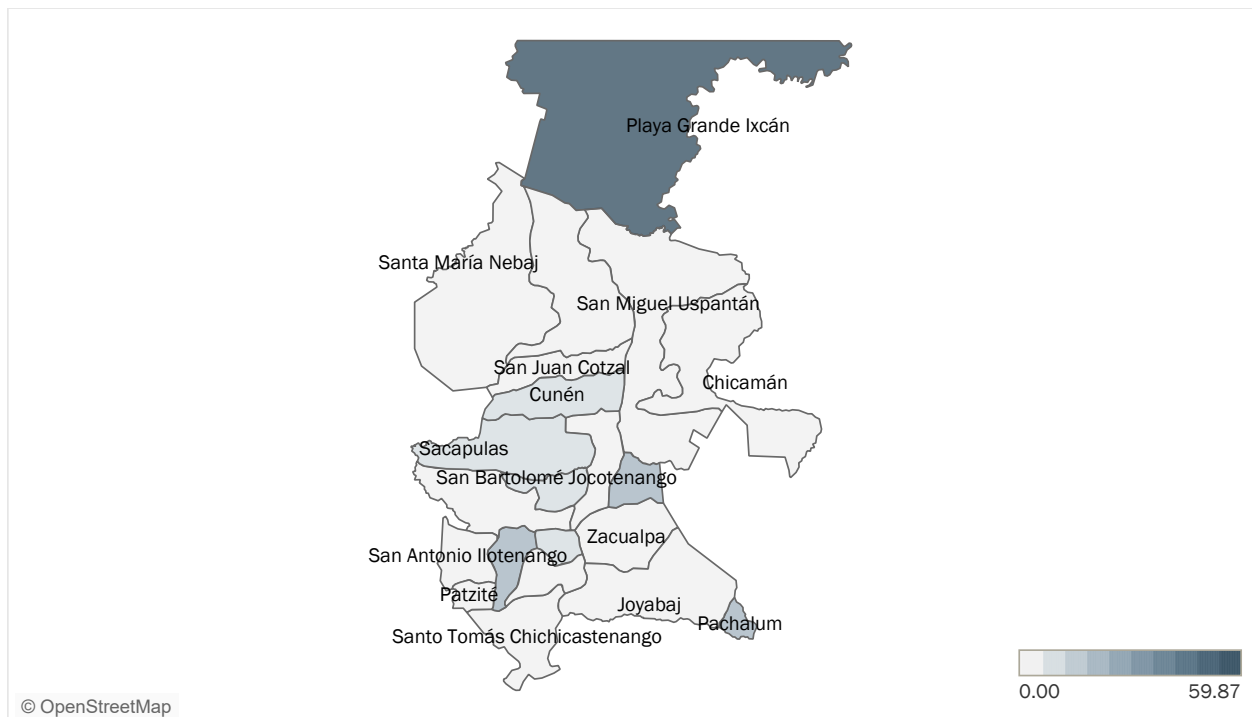 Playa Grande Ixcán
Santa María Nebaj
San Miguel Uspantán
San Juan Cotzal
Chicamán
Cunén
Sacapulas
San Bartolomé Jocotenango
Zacualpa
San Antonio Ilotenango
Patzité
Joyabaj
Pachalum
Santo Tomás Chichicastenango
0.00 59.87
© OpenStreetMap